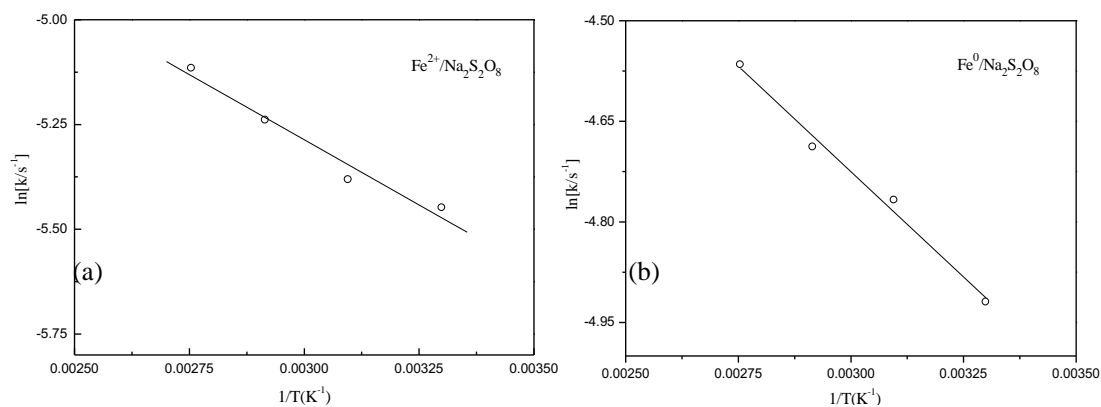 -5.00
-5.25
-5.50
-5.75
ln[k/s⁻¹]
Fe²⁺/Na₂S₂O₈
(a)
0.00250 0.00275 0.00300 0.00325 0.00350
1/T(K⁻¹)
-4.50
-4.65
-4.80
-4.95
ln[k/s⁻¹]
Fe⁰/Na₂S₂O₈
(b)
0.00250 0.00275 0.00300 0.00325 0.00350
1/T(K⁻¹)